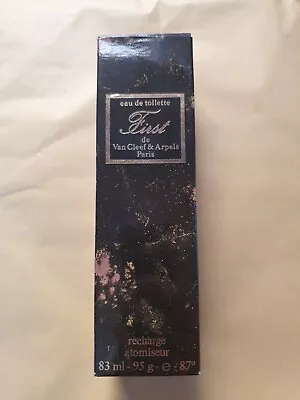 eau de toilette
First
de
Van Cleef & Arpels
Paris
recharge
atomiseur
83 ml - 95 g - ℮ - 87°